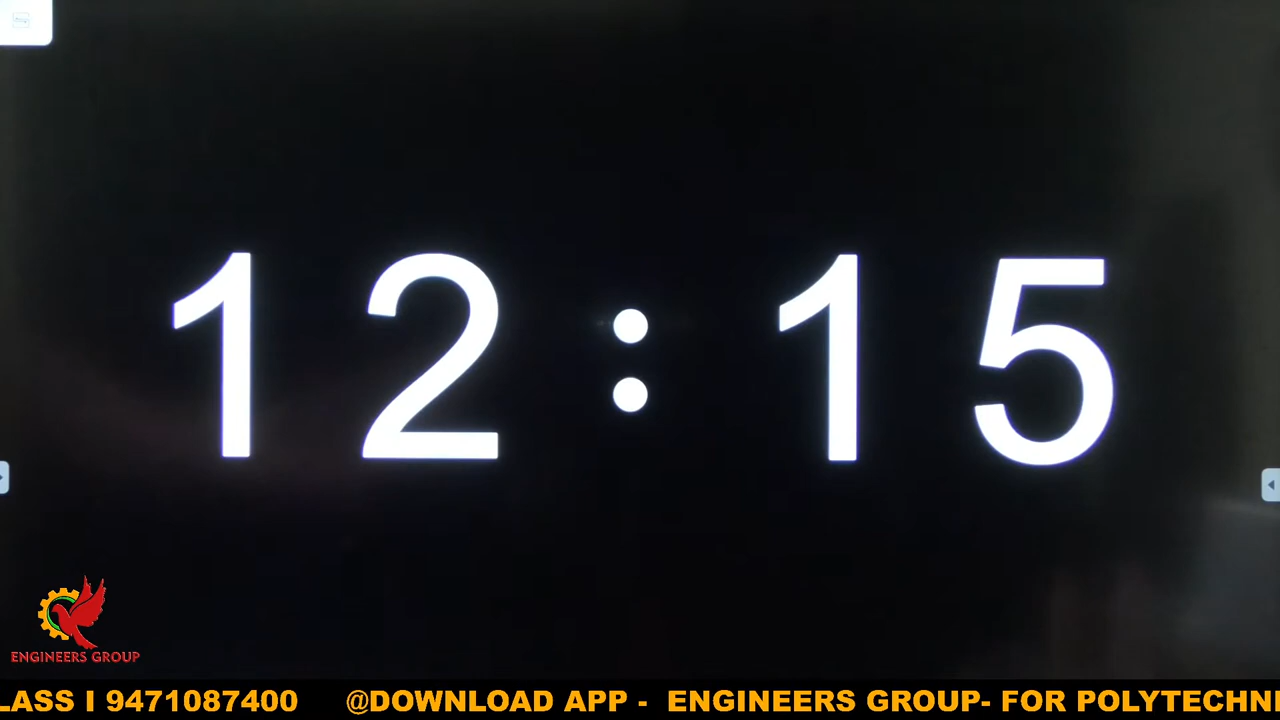 12:15
ENGINEERS GROUP
LASS I 9471087400 @DOWNLOAD APP - ENGINEERS GROUP- FOR POLYTECHNI